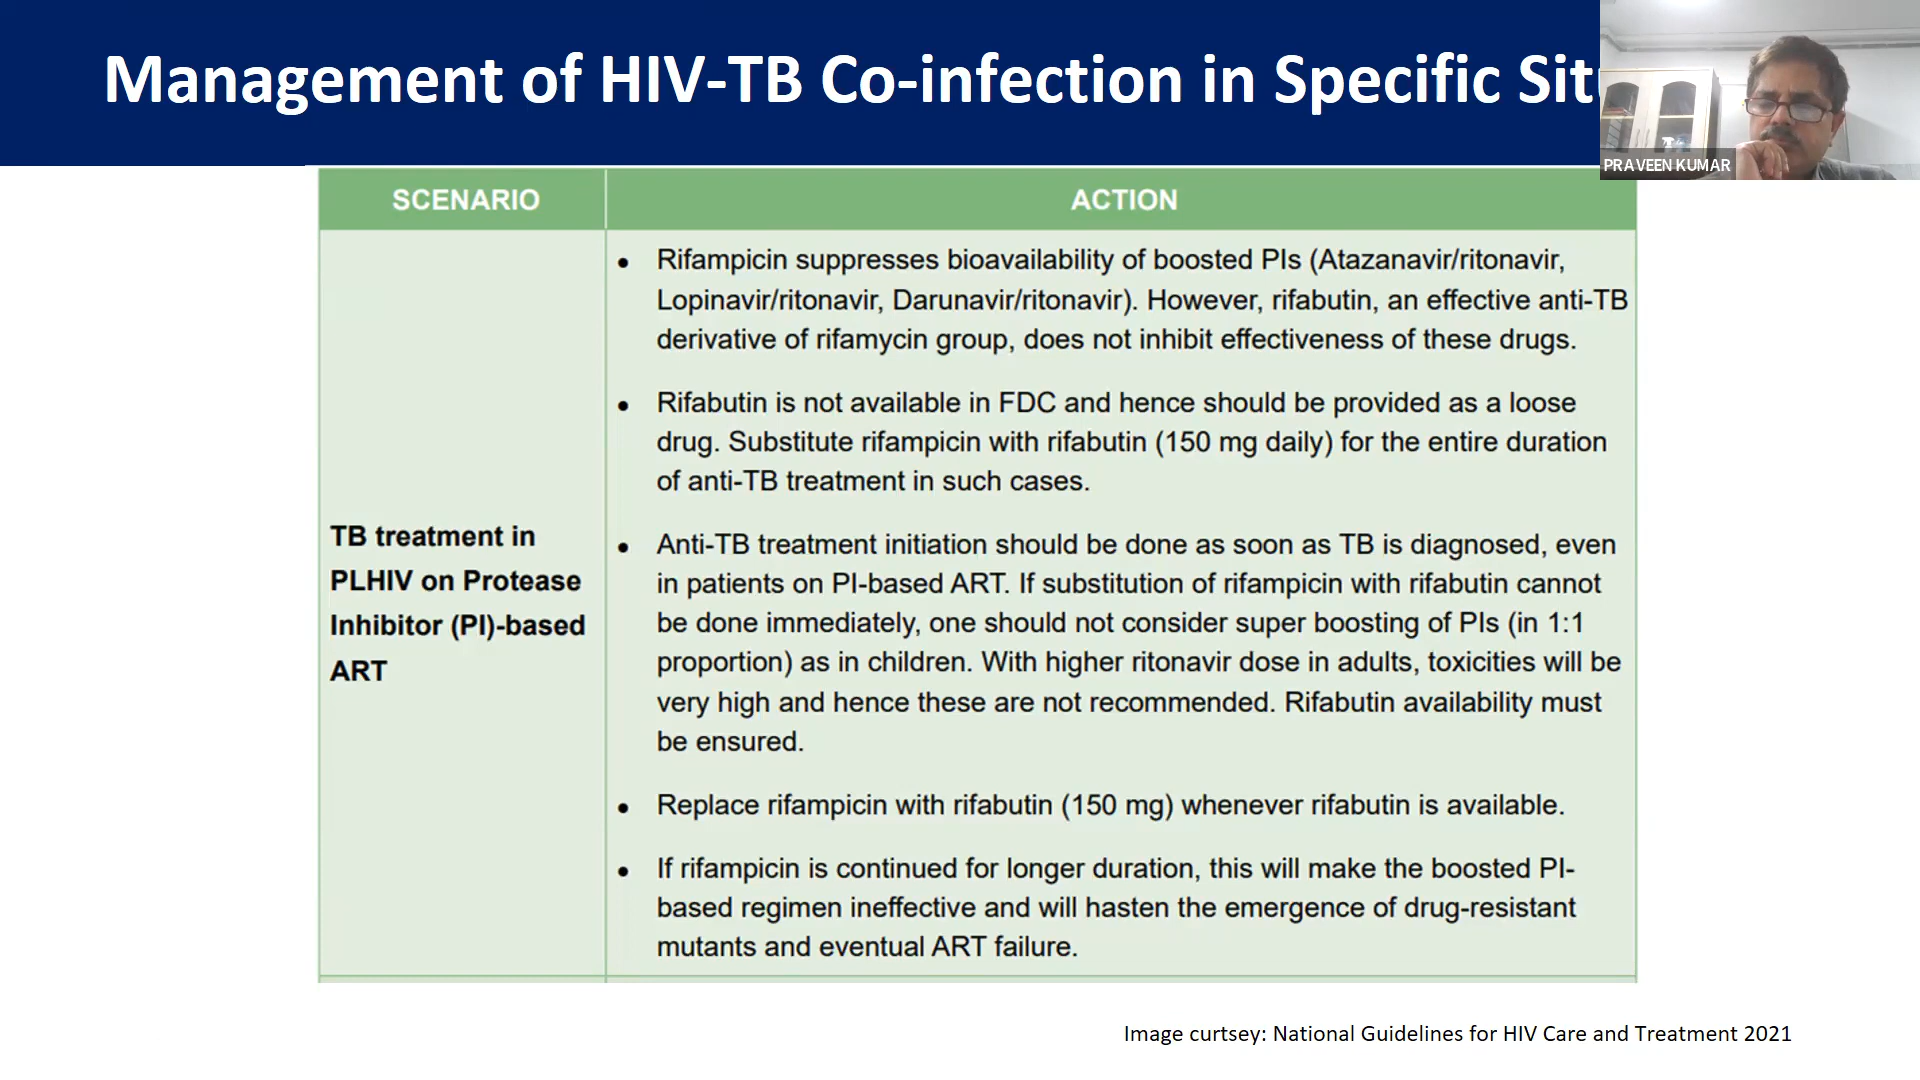 Management of HIV-TB Co-infection in Specific Sit
PRAVEEN KUMAR
SCENARIO
ACTION
TB treatment in
PLHIV on Protease
Inhibitor (PI)-based
ART
• Rifampicin suppresses bioavailability of boosted PIs (Atazanavir/ritonavir,
Lopinavir/ritonavir, Darunavir/ritonavir). However, rifabutin, an effective anti-TB
derivative of rifamycin group, does not inhibit effectiveness of these drugs.
• Rifabutin is not available in FDC and hence should be provided as a loose
drug. Substitute rifampicin with rifabutin (150 mg daily) for the entire duration
of anti-TB treatment in such cases.
• Anti-TB treatment initiation should be done as soon as TB is diagnosed, even
in patients on PI-based ART. If substitution of rifampicin with rifabutin cannot
be done immediately, one should not consider super boosting of PIs (in 1:1
proportion) as in children. With higher ritonavir dose in adults, toxicities will be
very high and hence these are not recommended. Rifabutin availability must
be ensured.
• Replace rifampicin with rifabutin (150 mg) whenever rifabutin is available.
• If rifampicin is continued for longer duration, this will make the boosted PI-
based regimen ineffective and will hasten the emergence of drug-resistant
mutants and eventual ART failure.
Image curtsey: National Guidelines for HIV Care and Treatment 2021